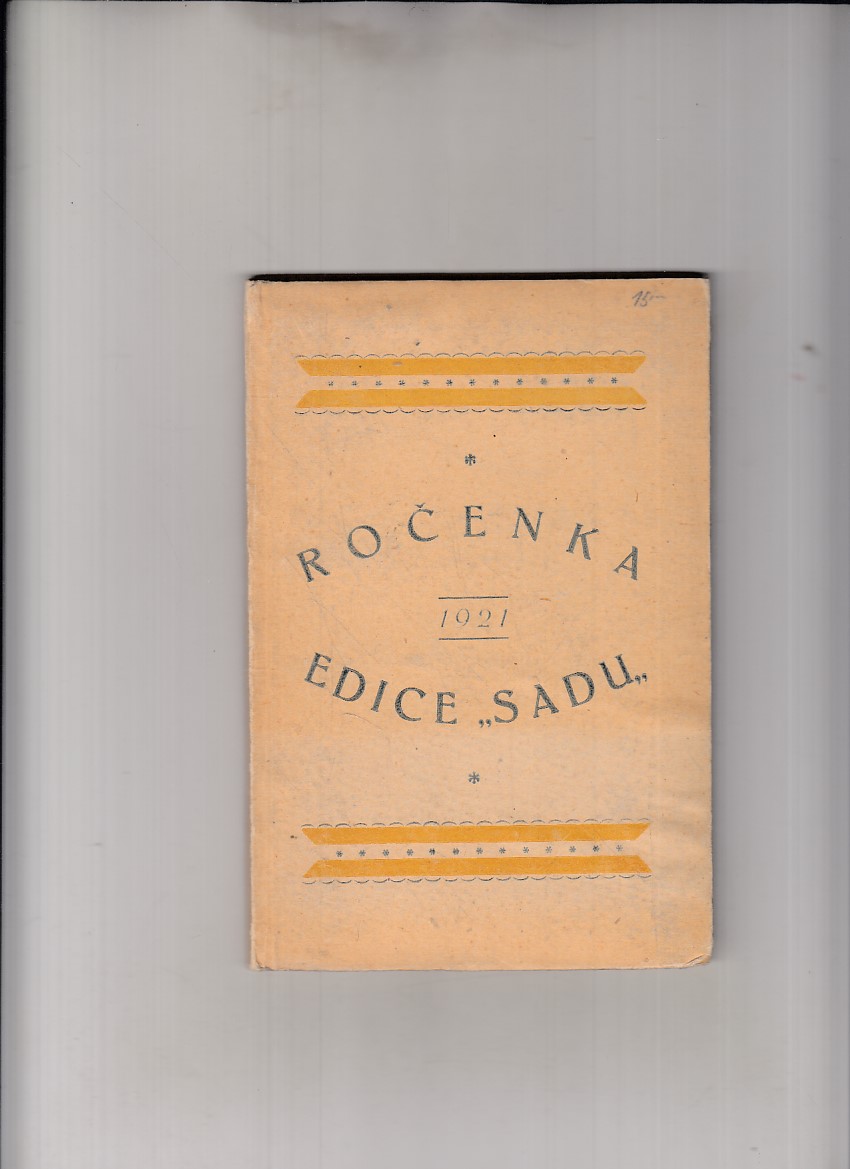 15-
ROČENKA
1921
EDICE „SADU„